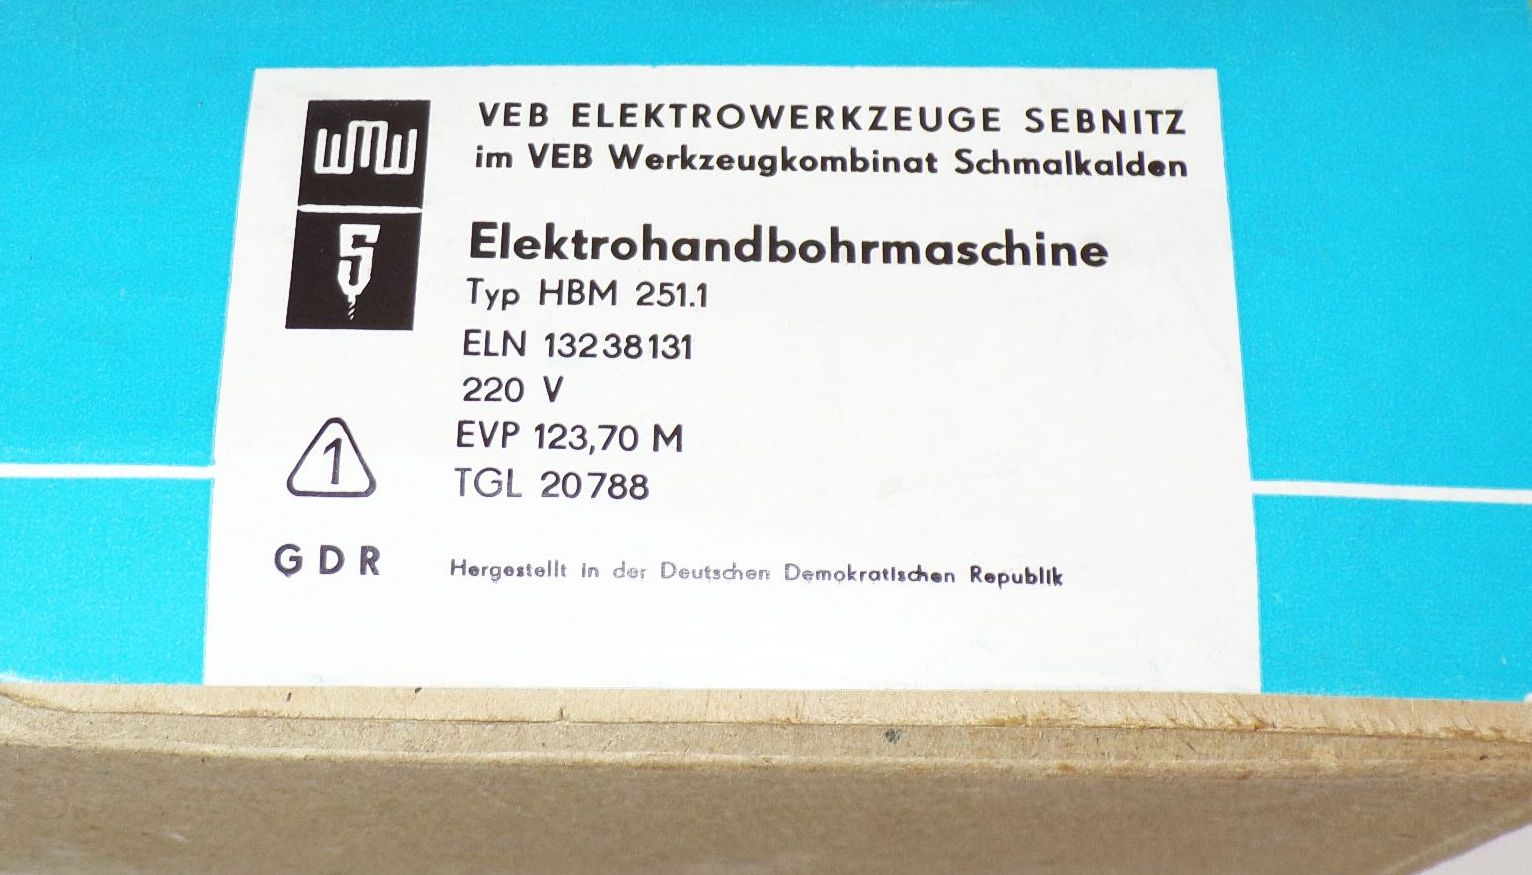 VEB ELEKTROWERKZEUGE SEBNITZ
im VEB Werkzeugkombinat Schmalkalden
Elektrohandbohrmaschine
Typ HBM 251.1
ELN 13238131
220 V
EVP 123,70 M
TGL 20788
1
GDR
Hergestellt in der Deutschen Demokratischen Republik
wmw
S